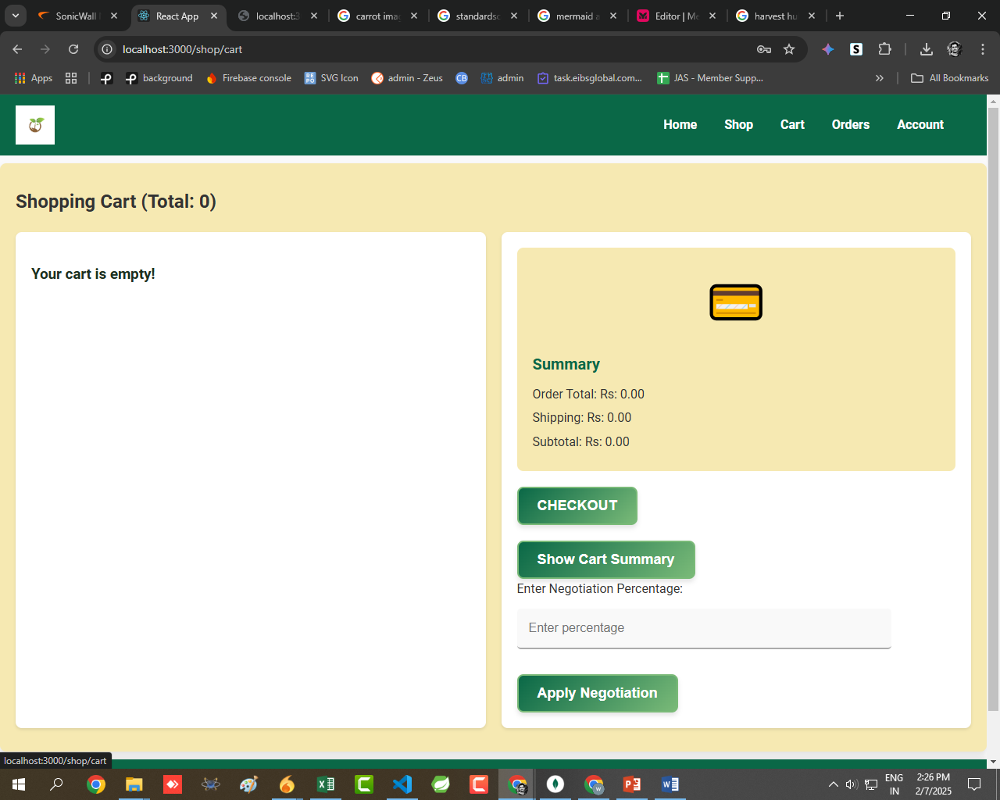 SonicWall
React App
localhost:3
carrot ima
standardsc
mermaid a
Editor | Me
harvest hu
localhost:3000/shop/cart
Apps
background
Firebase console
SVG Icon
admin - Zeus
CB
admin
task.eibsglobal.com...
JAS - Member Supp...
All Bookmarks
Home
Shop
Cart
Orders
Account
Shopping Cart (Total: 0)
Your cart is empty!
Summary
Order Total: Rs: 0.00
Shipping: Rs: 0.00
Subtotal: Rs: 0.00
CHECKOUT
Show Cart Summary
Enter Negotiation Percentage:
Enter percentage
Apply Negotiation
localhost:3000/shop/cart
ENG
IN
2:26 PM
2/7/2025